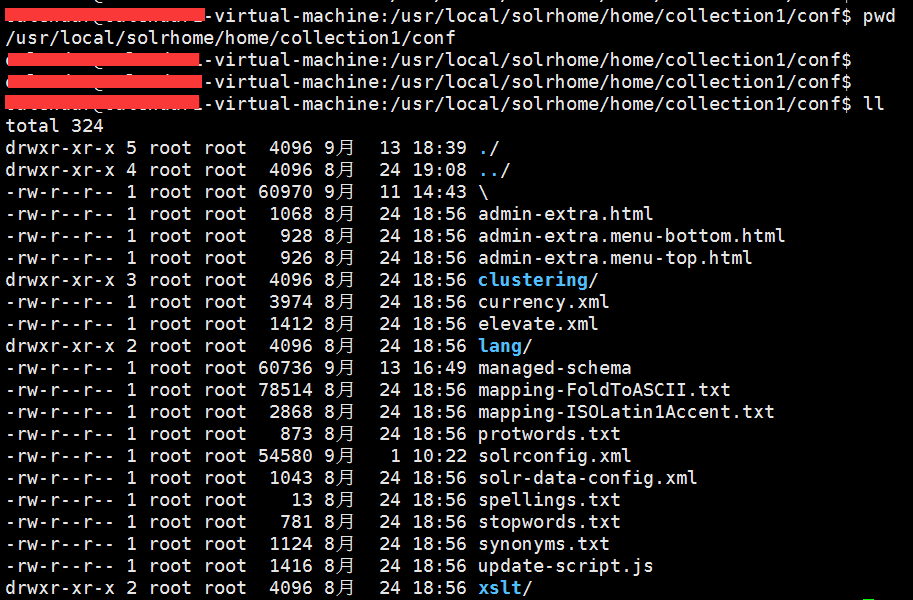 -virtual-machine:/usr/local/solrhome/home/collection1/conf$ pwd
/usr/local/solrhome/home/collection1/conf
-virtual-machine:/usr/local/solrhome/home/collection1/conf$
-virtual-machine:/usr/local/solrhome/home/collection1/conf$
-virtual-machine:/usr/local/solrhome/home/collection1/conf$ ll
total 324
drwxr-xr-x 5 root root  4096 9月  13 18:39 ./
drwxr-xr-x 4 root root  4096 8月  24 19:08 ../
-rw-r--r-- 1 root root 60970 9月  11 14:43 \
-rw-r--r-- 1 root root  1068 8月  24 18:56 admin-extra.html
-rw-r--r-- 1 root root   928 8月  24 18:56 admin-extra.menu-bottom.html
-rw-r--r-- 1 root root   926 8月  24 18:56 admin-extra.menu-top.html
drwxr-xr-x 3 root root  4096 8月  24 18:56 clustering/
-rw-r--r-- 1 root root  3974 8月  24 18:56 currency.xml
-rw-r--r-- 1 root root  1412 8月  24 18:56 elevate.xml
drwxr-xr-x 2 root root  4096 8月  24 18:56 lang/
-rw-r--r-- 1 root root 60736 9月  13 16:49 managed-schema
-rw-r--r-- 1 root root 78514 8月  24 18:56 mapping-FoldToASCII.txt
-rw-r--r-- 1 root root  2868 8月  24 18:56 mapping-ISOLatin1Accent.txt
-rw-r--r-- 1 root root   873 8月  24 18:56 protwords.txt
-rw-r--r-- 1 root root 54580 9月   1 10:22 solrconfig.xml
-rw-r--r-- 1 root root  1043 8月  24 18:56 solr-data-config.xml
-rw-r--r-- 1 root root    13 8月  24 18:56 spellings.txt
-rw-r--r-- 1 root root   781 8月  24 18:56 stopwords.txt
-rw-r--r-- 1 root root  1124 8月  24 18:56 synonyms.txt
-rw-r--r-- 1 root root  1416 8月  24 18:56 update-script.js
drwxr-xr-x 2 root root  4096 8月  24 18:56 xslt/